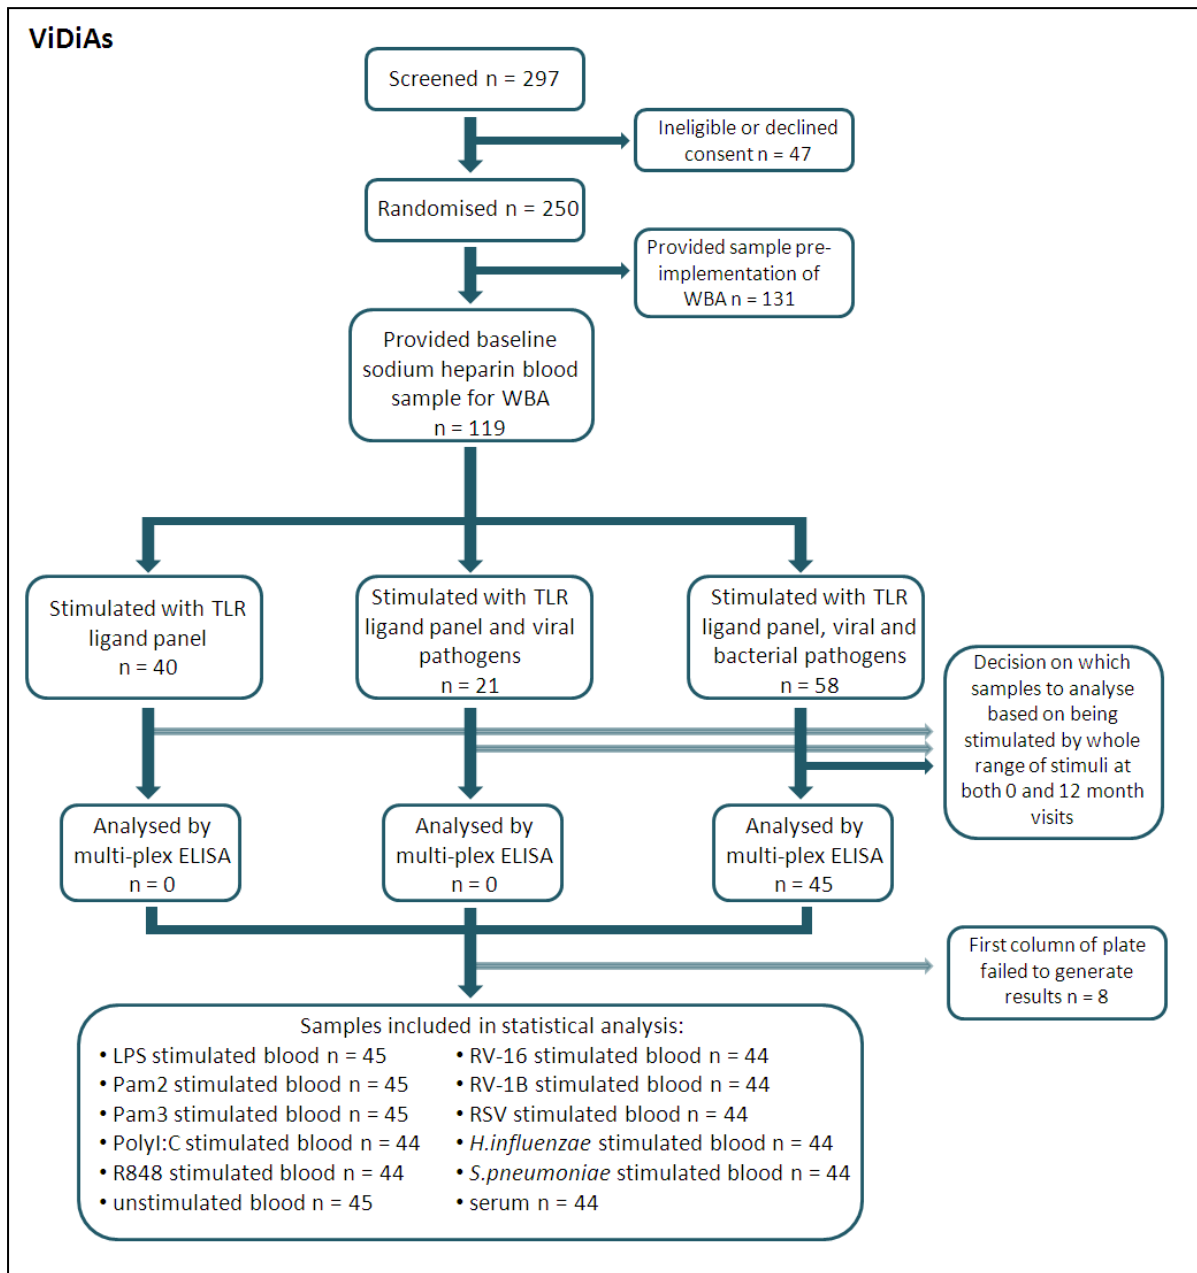 ViDiAs
Screened n = 297
Ineligible or declined
consent n = 47
Randomised n = 250
Provided sample pre-
implementation of
WBA n = 131
Provided baseline
sodium heparin blood
sample for WBA
n = 119
Stimulated with TLR
ligand panel
n = 40
Stimulated with TLR
ligand panel and viral
pathogens
n = 21
Stimulated with TLR
ligand panel, viral and
bacterial pathogens
n = 58
Decision on which
samples to analyse
based on being
stimulated by whole
range of stimuli at
both 0 and 12 month
visits
Analysed by
multi-plex ELISA
n = 0
Analysed by
multi-plex ELISA
n = 0
Analysed by
multi-plex ELISA
n = 45
First column of plate
failed to generate
results n = 8
Samples included in statistical analysis:
• LPS stimulated blood n = 45
• Pam2 stimulated blood n = 45
• Pam3 stimulated blood n = 45
• PolyI:C stimulated blood n = 44
• R848 stimulated blood n = 44
• unstimulated blood n = 45
• RV-16 stimulated blood n = 44
• RV-1B stimulated blood n = 44
• RSV stimulated blood n = 44
• H.influenzae stimulated blood n = 44
• S.pneumoniae stimulated blood n = 44
• serum n = 44